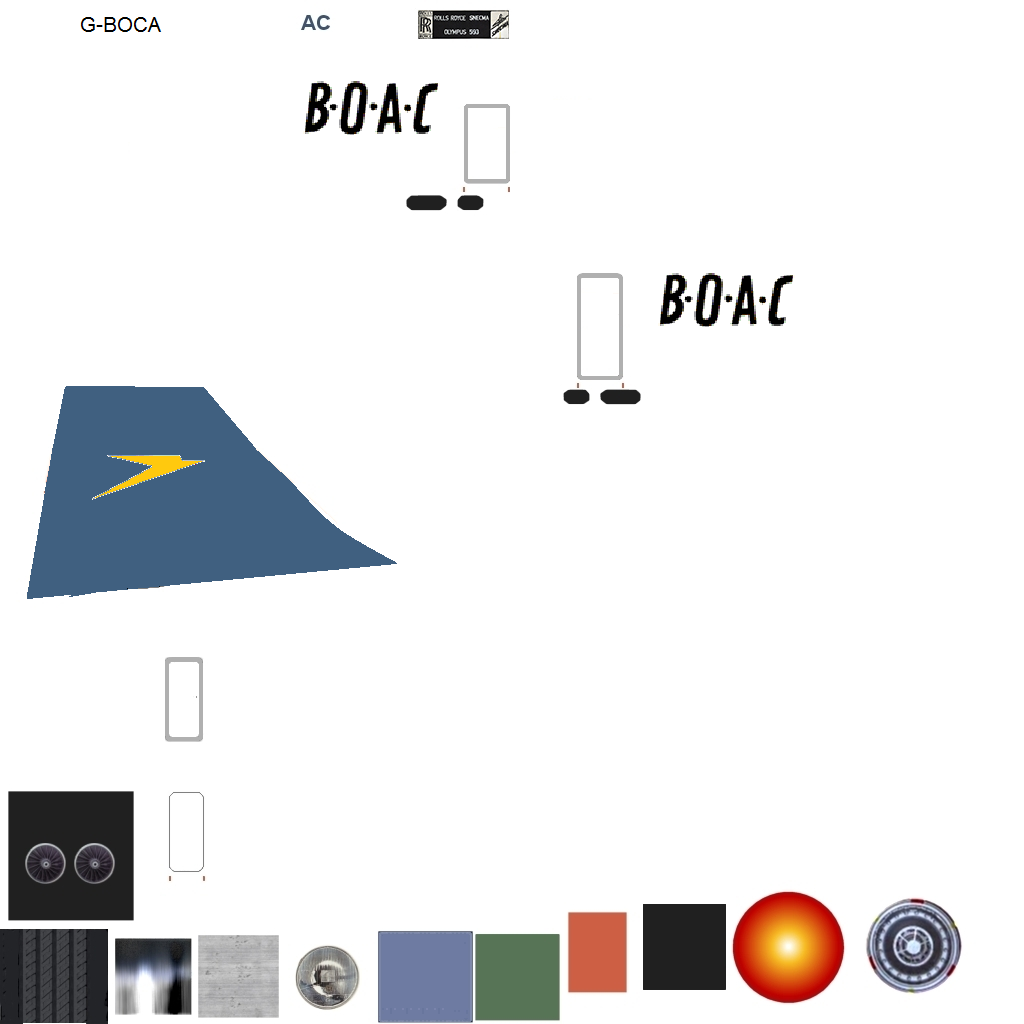 G-BOCA
AC
ROLLS ROYCE SNECMA
OLYMPUS 593
B·O·A·C
B·O·A·C